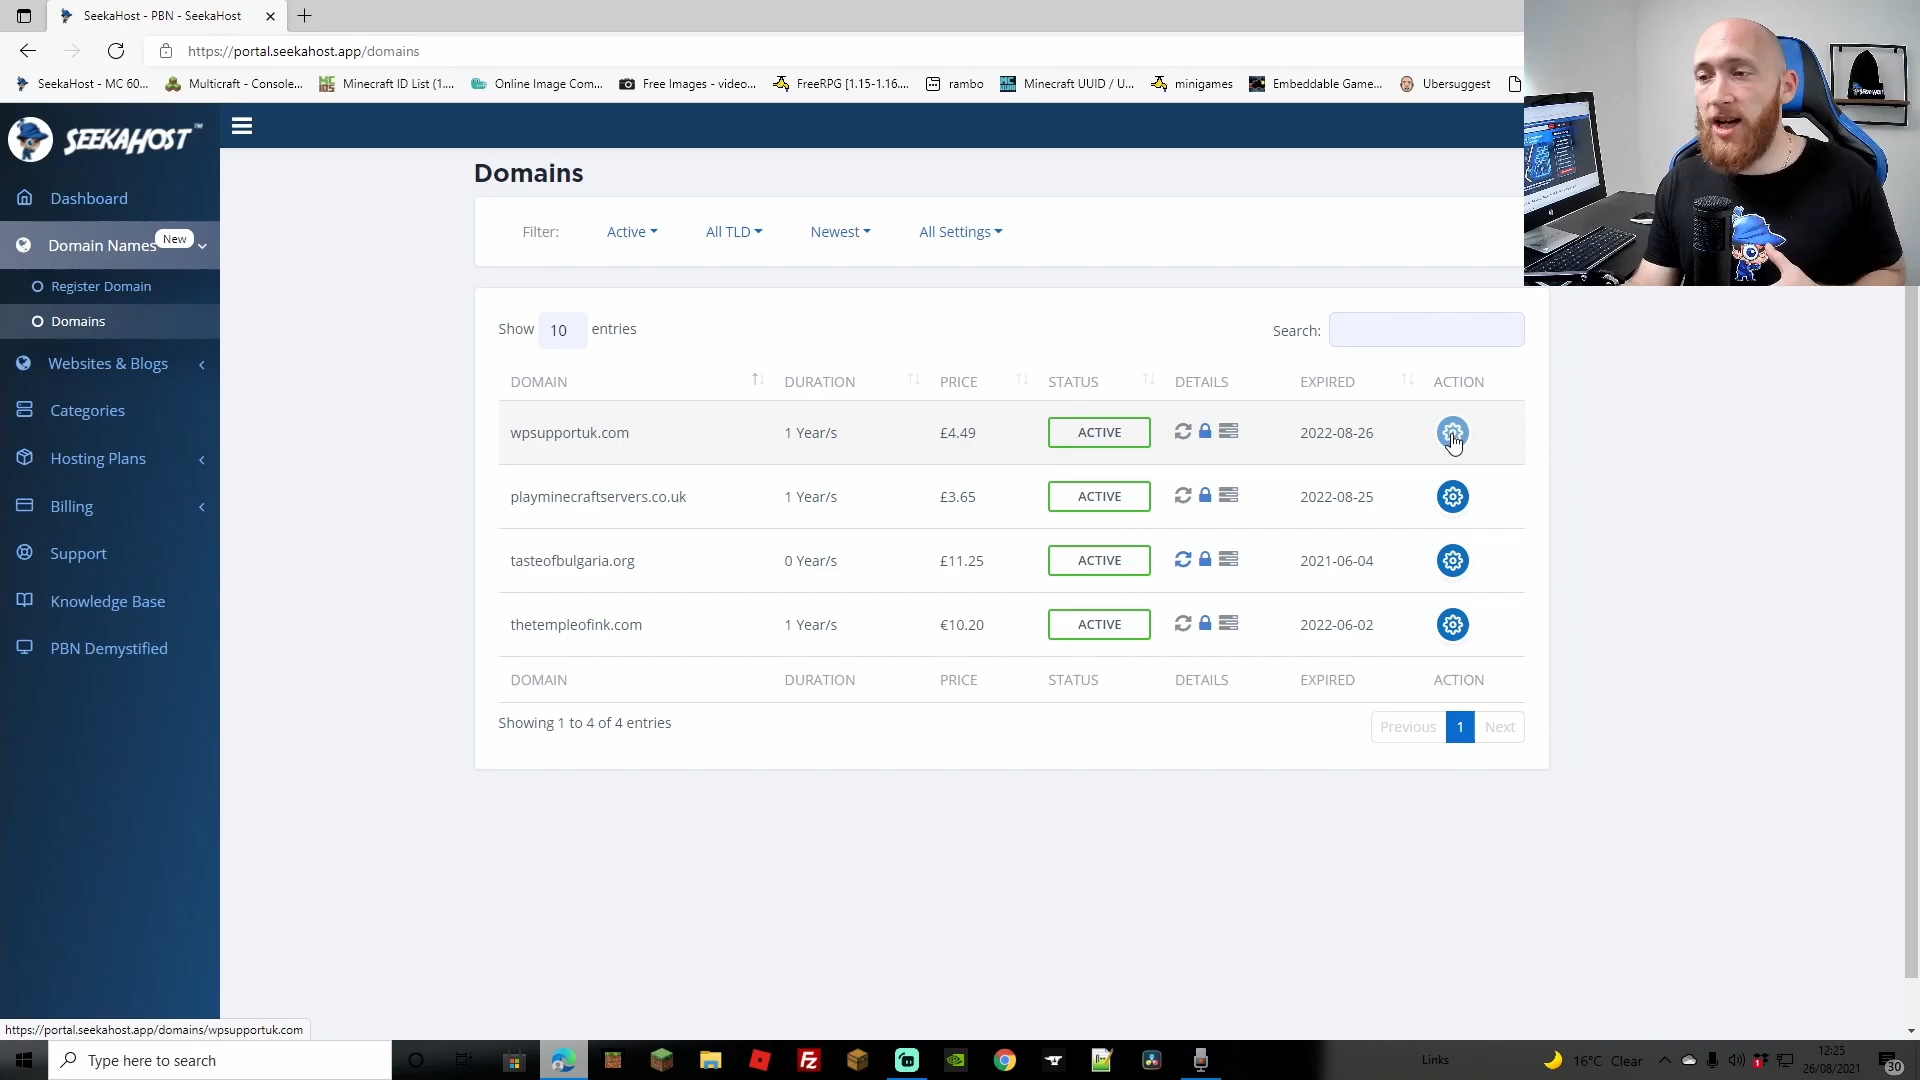 SeekaHost - PBN - SeekaHost
https://portal.seekahost.app/domains
SeekaHost - MC 60... Multicraft - Console... Minecraft ID List (1.... Online Image Com... Free Images - video... FreeRPG [1.15-1.16.... rambo Minecraft UUID / U... minigames Embeddable Game... Ubersuggest
SEEKAHOST™
Dashboard
Domain Names New
Register Domain
Domains
Websites & Blogs
Categories
Hosting Plans
Billing
Support
Knowledge Base
PBN Demystified
Domains
Filter: Active All TLD Newest All Settings
Show 10 entries Search:
DOMAIN DURATION PRICE STATUS DETAILS EXPIRED ACTION
wpsupportuk.com 1 Year/s £4.49 ACTIVE 2022-08-26
playminecraftservers.co.uk 1 Year/s £3.65 ACTIVE 2022-08-25
tasteofbulgaria.org 0 Year/s £11.25 ACTIVE 2021-06-04
thetempleofink.com 1 Year/s €10.20 ACTIVE 2022-06-02
DOMAIN DURATION PRICE STATUS DETAILS EXPIRED ACTION
Showing 1 to 4 of 4 entries Previous 1 Next
https://portal.seekahost.app/domains/wpsupportuk.com
Type here to search
Links
16°C Clear
12:25
26/08/2021
30